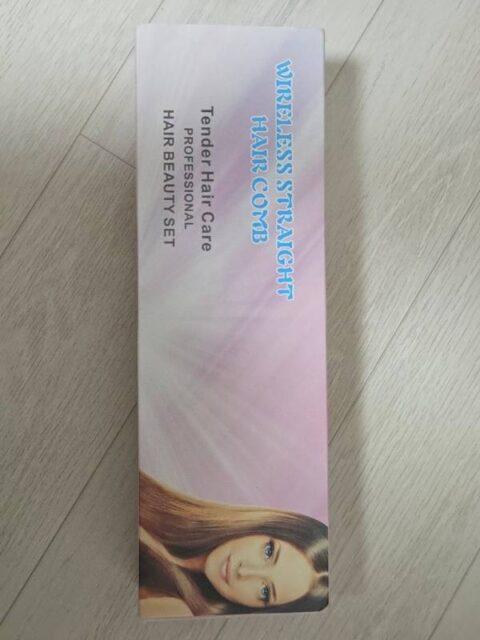 WIRELESS STRAIGHT
HAIR COMB
Tender Hair Care
PROFESSIONAL
HAIR BEAUTY SET